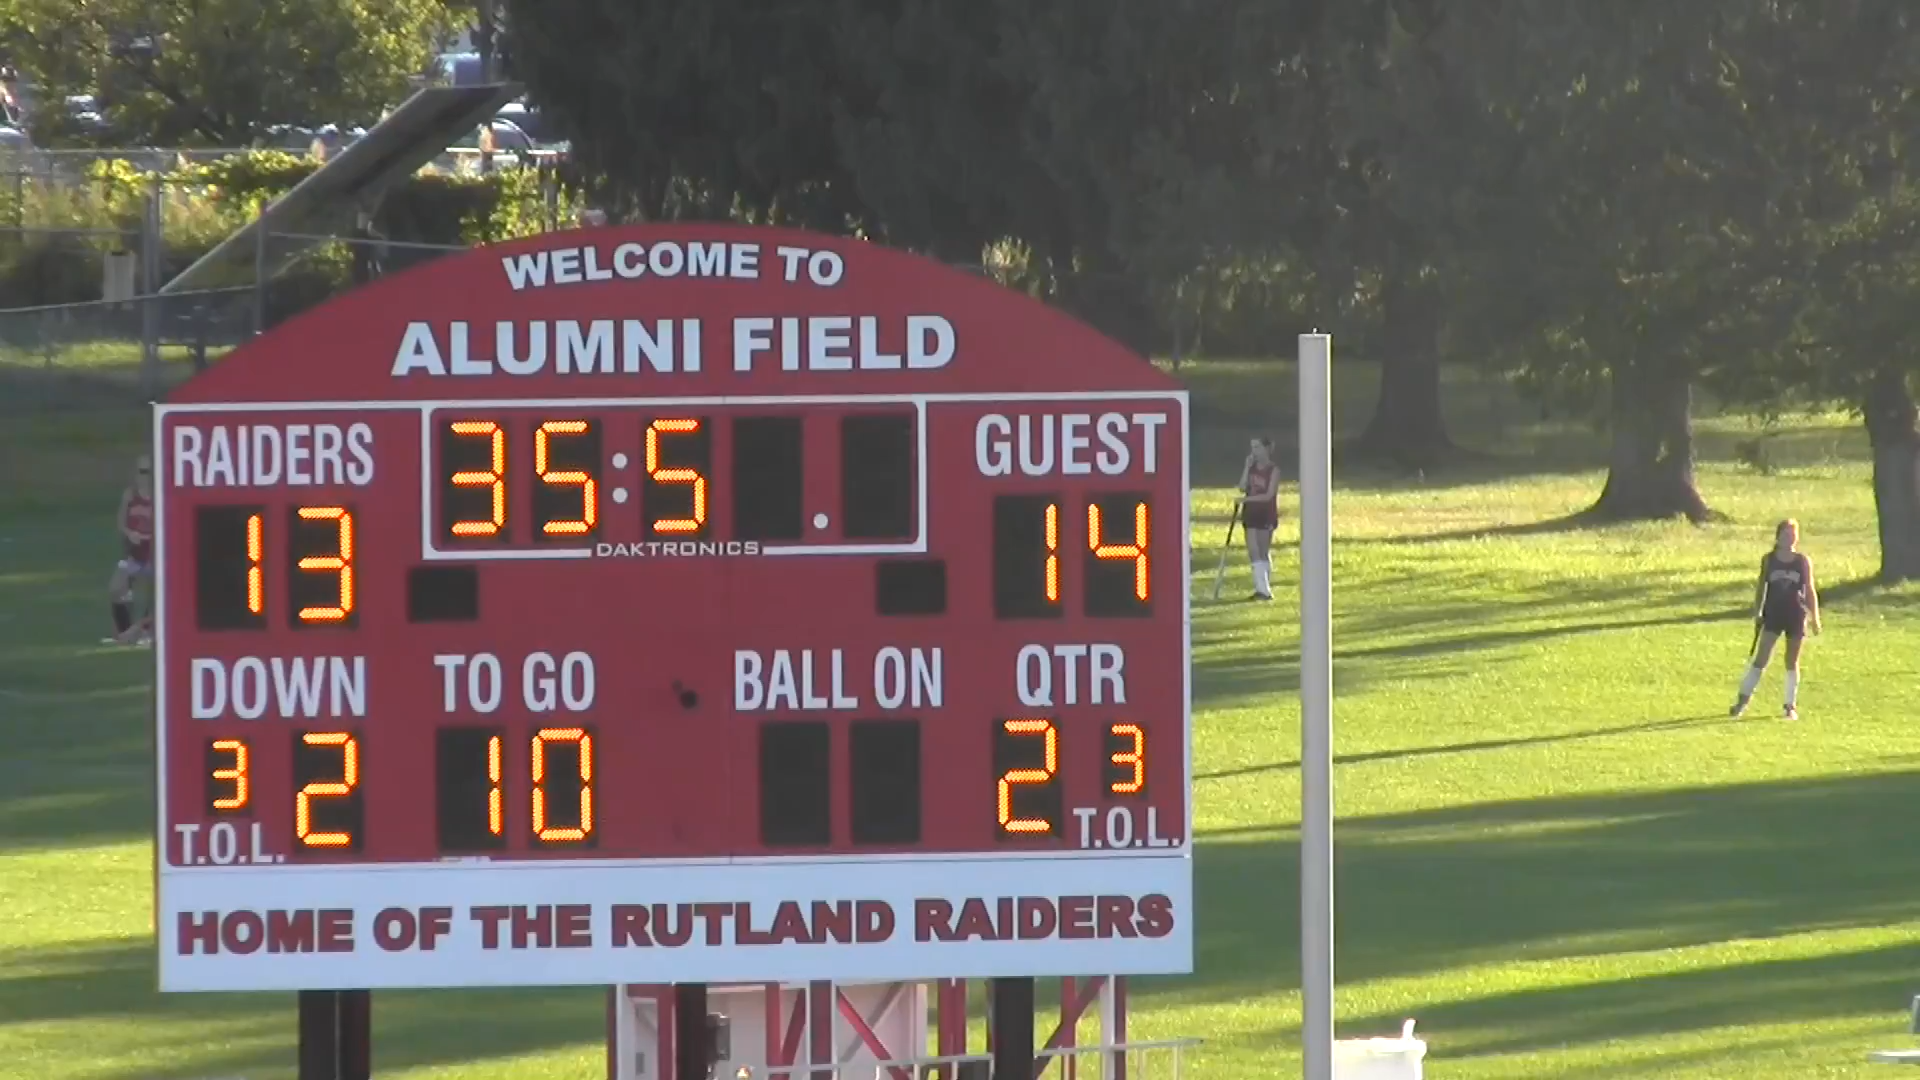 WELCOME TO
ALUMNI FIELD
RAIDERS 35:5 . GUEST
13 DAKTRONICS 14
DOWN TO GO BALL ON QTR
3 2 10 2 3
T.O.L. T.O.L.
HOME OF THE RUTLAND RAIDERS